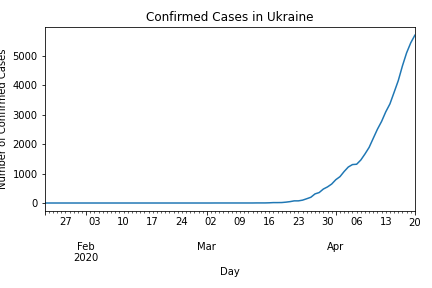 Confirmed Cases in Ukraine
Number of Confirmed Cases
5000
4000
3000
2000
1000
0
27 03 10 17 24 02 09 16 23 30 06 13 20
Feb Mar Apr
2020
Day